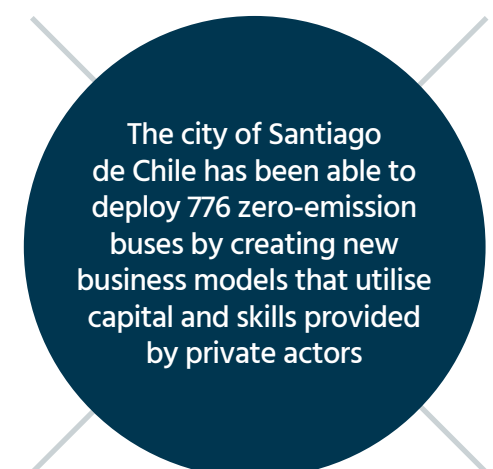 The city of Santiago
de Chile has been able to
deploy 776 zero-emission
buses by creating new
business models that utilise
capital and skills provided
by private actors